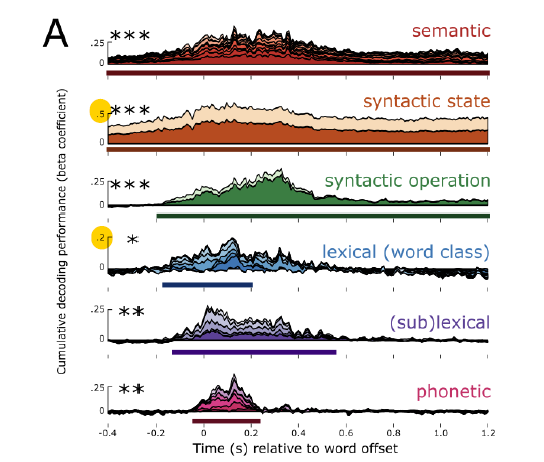 A
semantic
***
.25
0
syntactic state
***
.5
0
syntactic operation
***
.25
0
lexical (word class)
*
.2
0
(sub)lexical
**
.25
0
phonetic
**
.25
0
-0.4 -0.2 0 0.2 0.4 0.6 0.8 1.0 1.2
Time (s) relative to word offset
Cumulative decoding performance (beta coefficient)